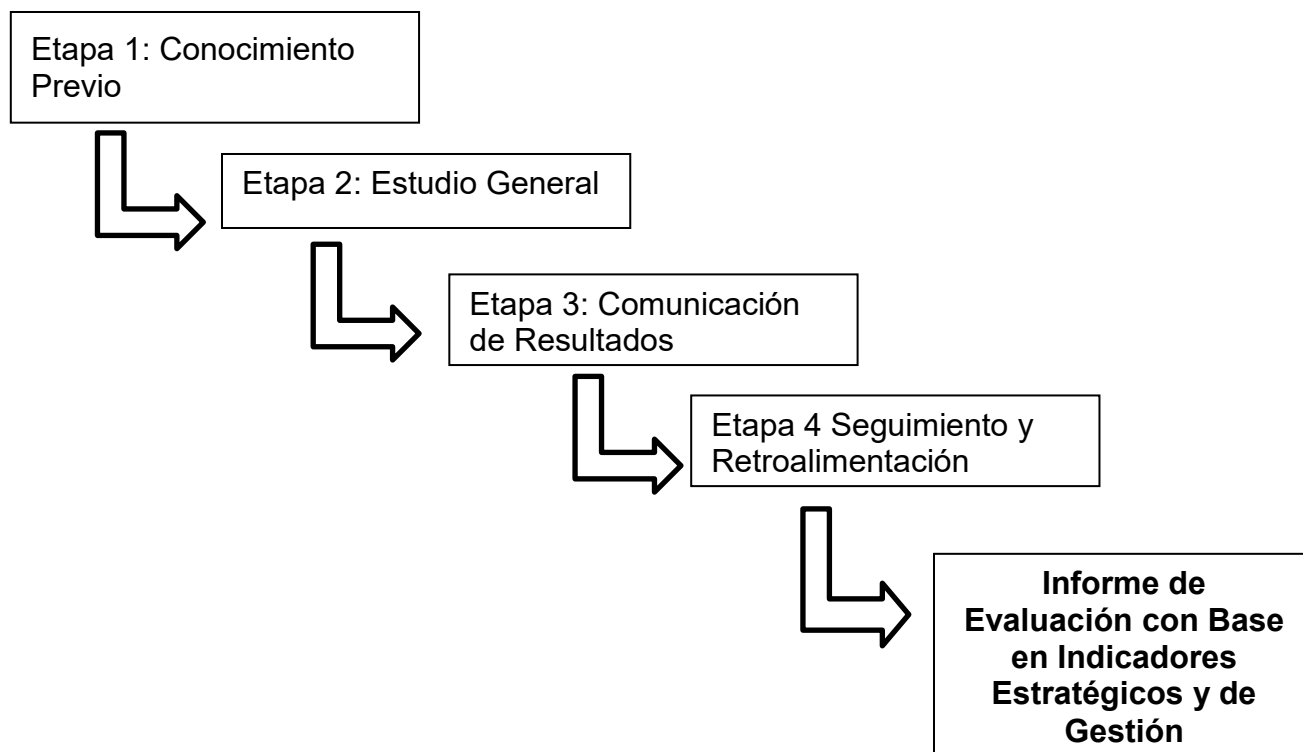 Etapa 1: Conocimiento
Previo
Etapa 2: Estudio General
Etapa 3: Comunicación
de Resultados
Etapa 4 Seguimiento y
Retroalimentación
Informe de
Evaluación con Base
en Indicadores
Estratégicos y de
Gestión